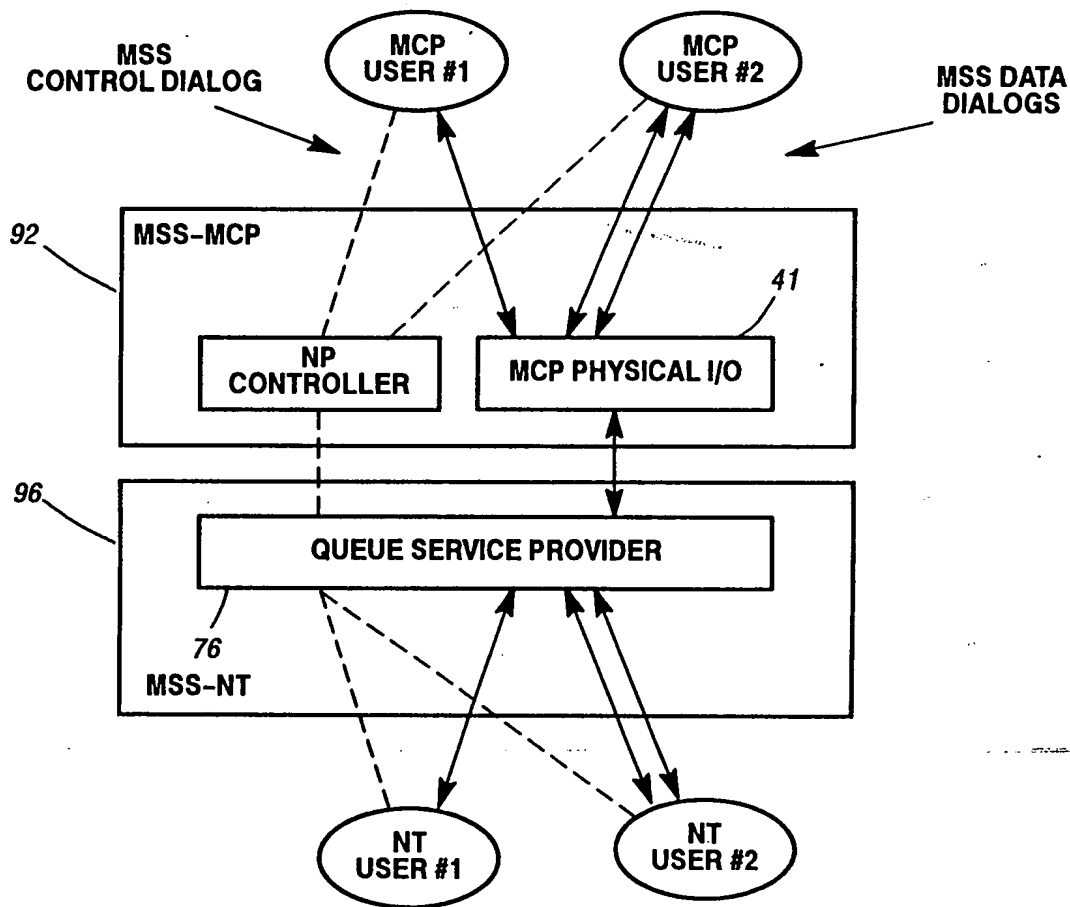 MSS
CONTROL DIALOG
MCP
USER #1
MCP
USER #2
MSS DATA
DIALOGS
92
MSS-MCP
41
NP
CONTROLLER
MCP PHYSICAL I/O
96
QUEUE SERVICE PROVIDER
76
MSS-NT
NT
USER #1
NT
USER #2